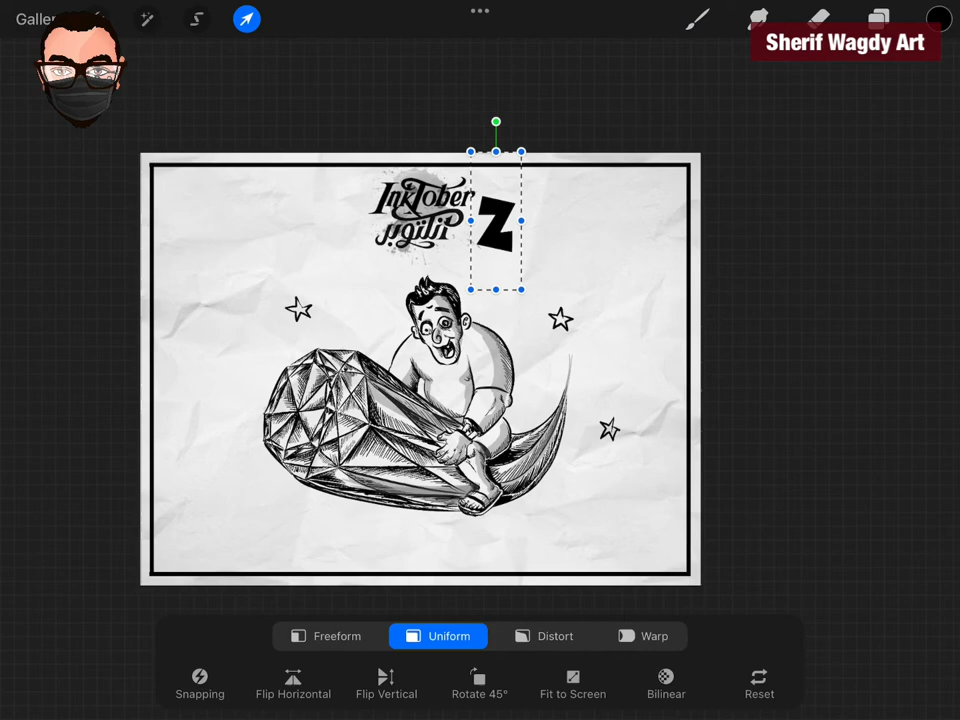 Gallery
Sherif Wagdy Art
InkTober
انكتوبر
Z
Freeform
Uniform
Distort
Warp
Snapping
Flip Horizontal
Flip Vertical
Rotate 45°
Fit to Screen
Bilinear
Reset